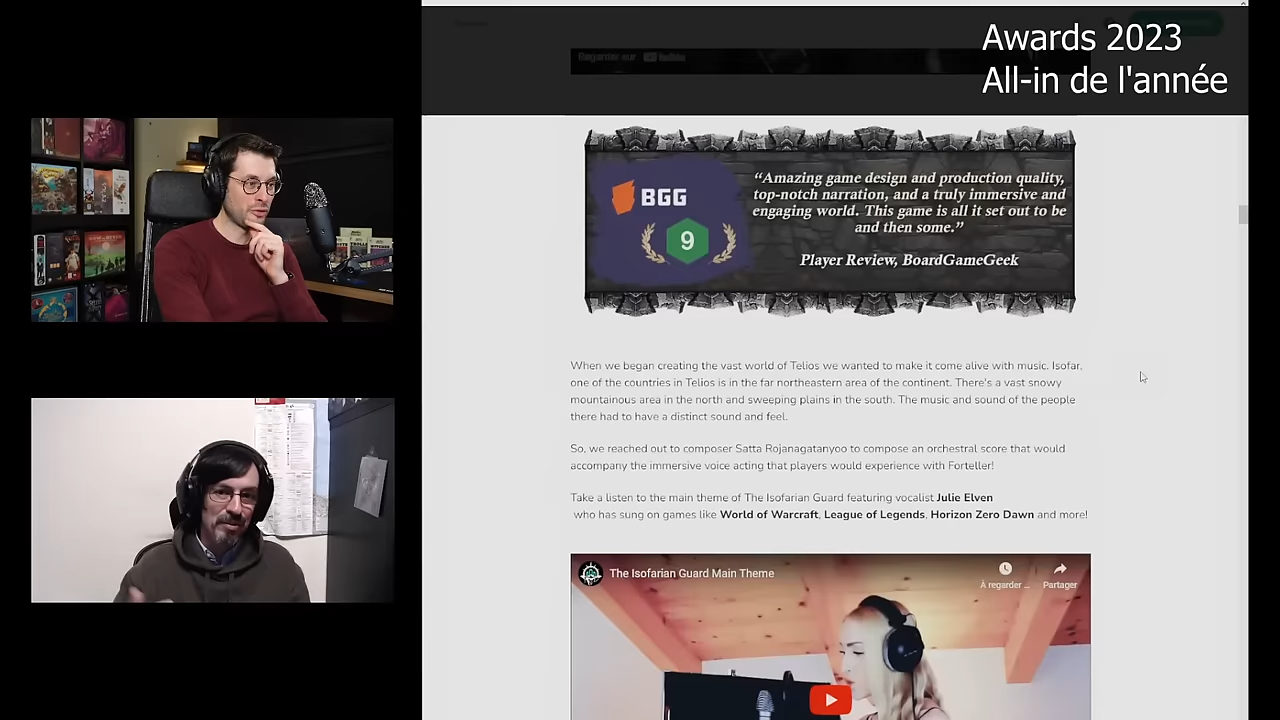 Awards 2023
All-in de l'année
Regarder sur YouTube
BGG
9
“Amazing game design and production quality,
top-notch narration, and a truly immersive and
engaging world. This game is all it set out to be
and then some.”
Player Review, BoardGameGeek
When we began creating the vast world of Telios we wanted to make it come alive with music. Isofar,
one of the countries in Telios is in the far northeastern area of the continent. There's a vast snowy
mountainous area in the north and sweeping plains in the south. The music and sound of the people
there had to have a distinct sound and feel.
So, we reached out to composer Satta Rojanagatanyoo to compose an orchestral score that would
accompany the immersive voice acting that players would experience with Forteller!
Take a listen to the main theme of The Isofarian Guard featuring vocalist Julie Elven
who has sung on games like World of Warcraft, League of Legends, Horizon Zero Dawn and more!
The Isofarian Guard Main Theme
À regarder ...
Partager